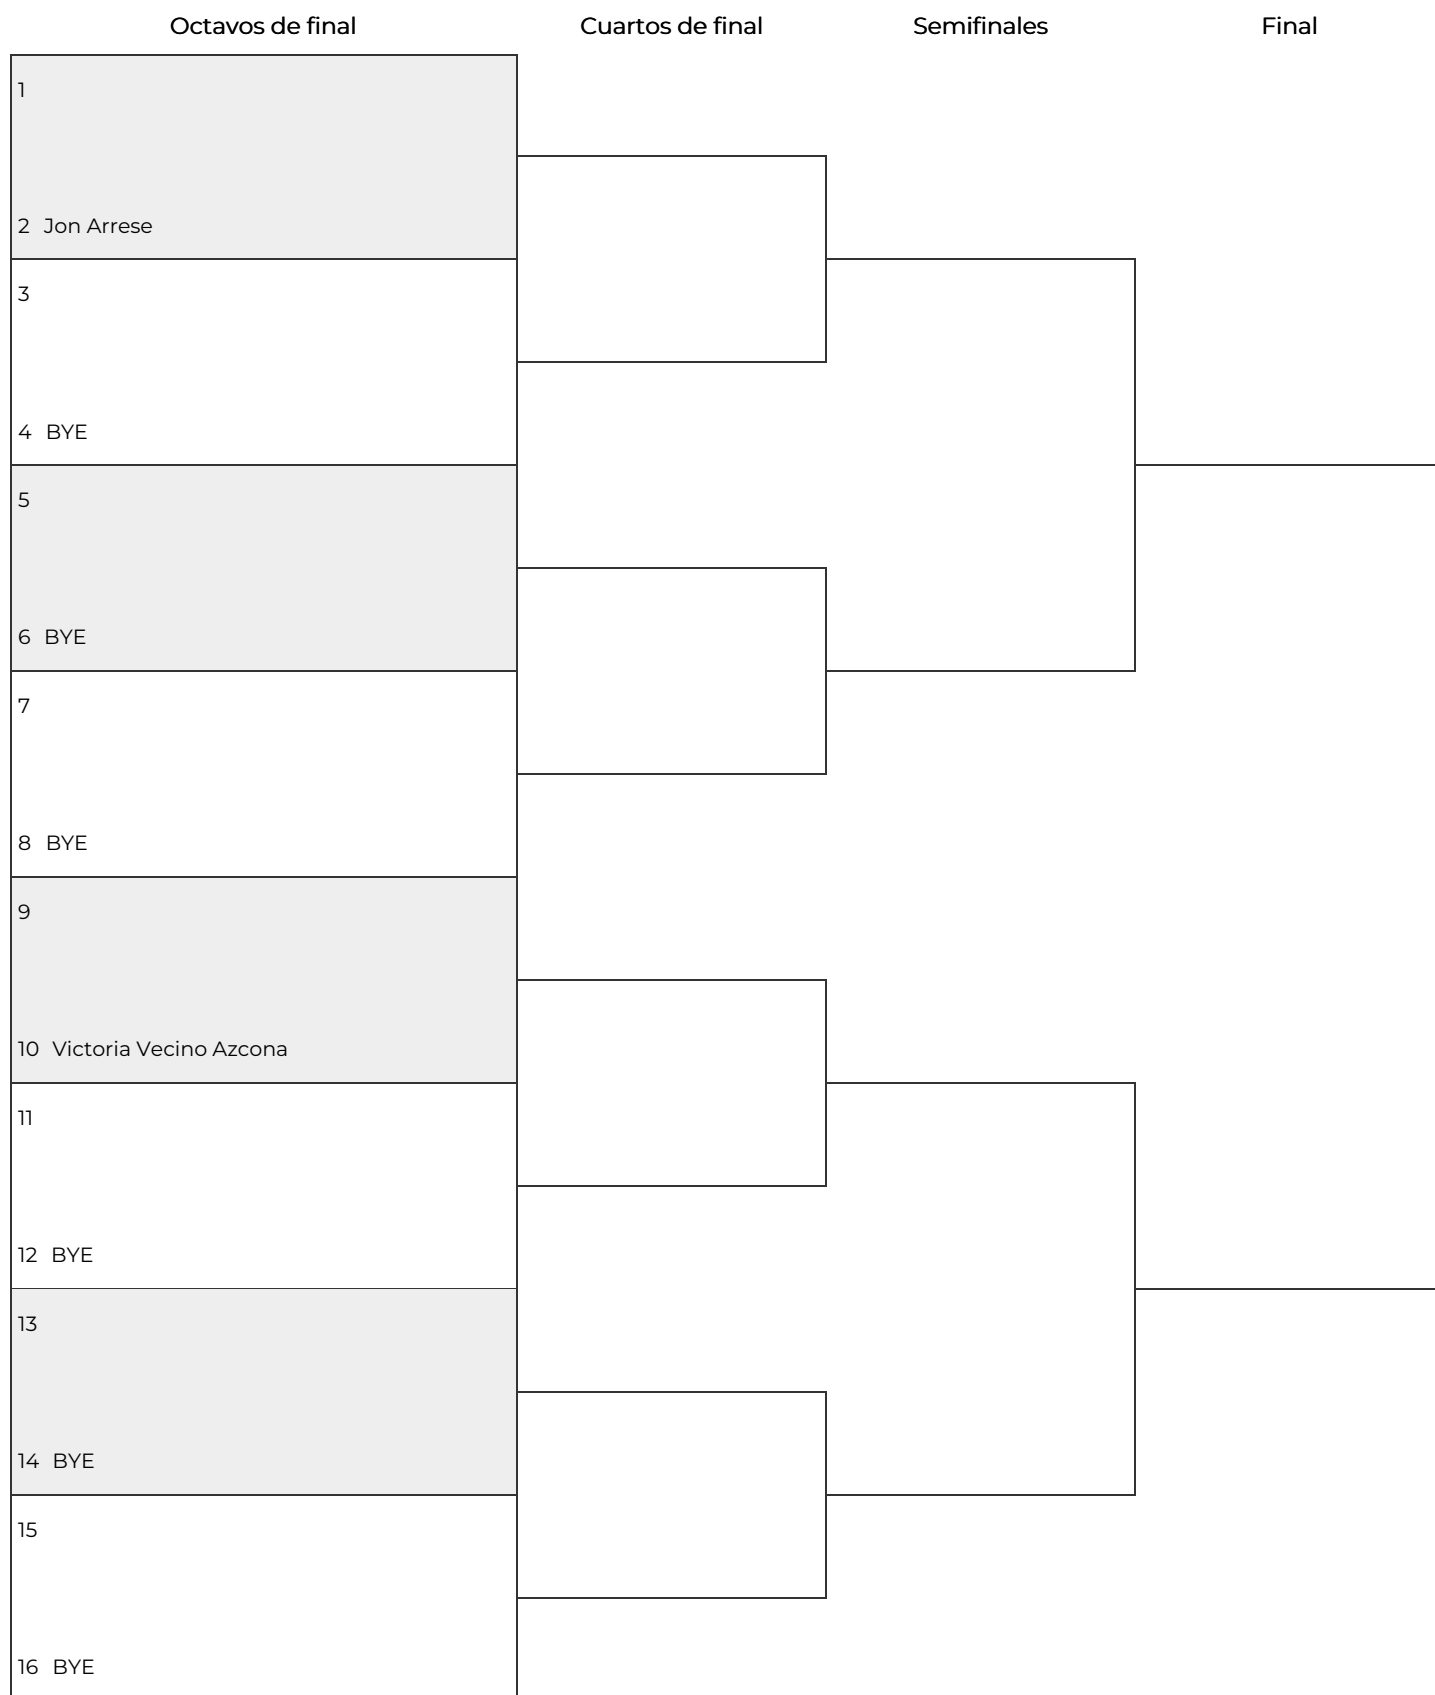 Octavos de final Cuartos de final Semifinales Final
1
2 Jon Arrese
3
4 BYE
5
6 BYE
7
8 BYE
9
10 Victoria Vecino Azcona
11
12 BYE
13
14 BYE
15
16 BYE